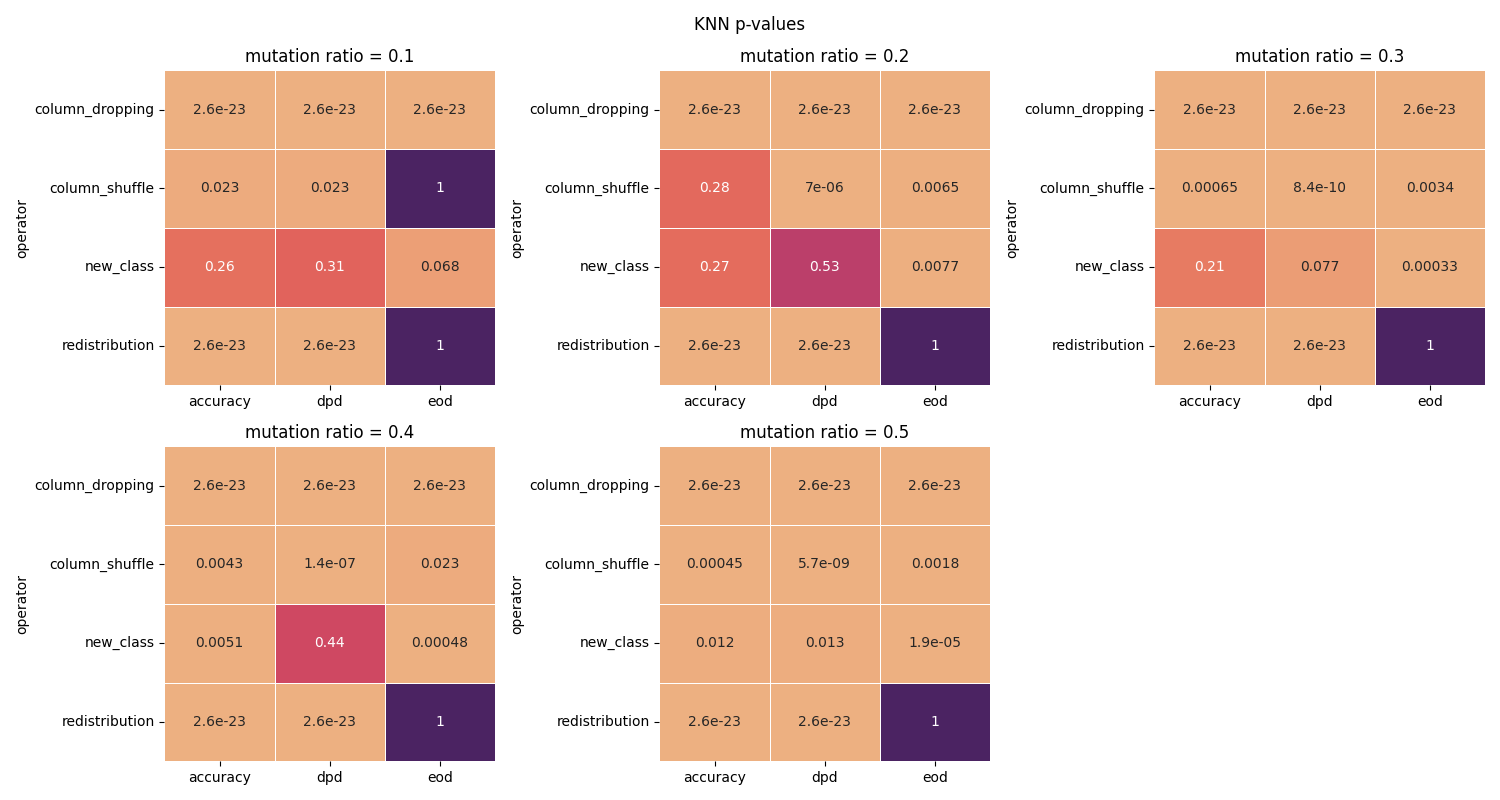 KNN p-values
mutation ratio = 0.1
column_dropping 2.6e-23 2.6e-23 2.6e-23
column_shuffle 0.023 0.023 1
new_class 0.26 0.31 0.068
redistribution 2.6e-23 2.6e-23 1
operator
accuracy dpd eod
mutation ratio = 0.2
column_dropping 2.6e-23 2.6e-23 2.6e-23
column_shuffle 0.28 7e-06 0.0065
new_class 0.27 0.53 0.0077
redistribution 2.6e-23 2.6e-23 1
operator
accuracy dpd eod
mutation ratio = 0.3
column_dropping 2.6e-23 2.6e-23 2.6e-23
column_shuffle 0.00065 8.4e-10 0.0034
new_class 0.21 0.077 0.00033
redistribution 2.6e-23 2.6e-23 1
operator
accuracy dpd eod
mutation ratio = 0.4
column_dropping 2.6e-23 2.6e-23 2.6e-23
column_shuffle 0.0043 1.4e-07 0.023
new_class 0.0051 0.44 0.00048
redistribution 2.6e-23 2.6e-23 1
operator
accuracy dpd eod
mutation ratio = 0.5
column_dropping 2.6e-23 2.6e-23 2.6e-23
column_shuffle 0.00045 5.7e-09 0.0018
new_class 0.012 0.013 1.9e-05
redistribution 2.6e-23 2.6e-23 1
operator
accuracy dpd eod